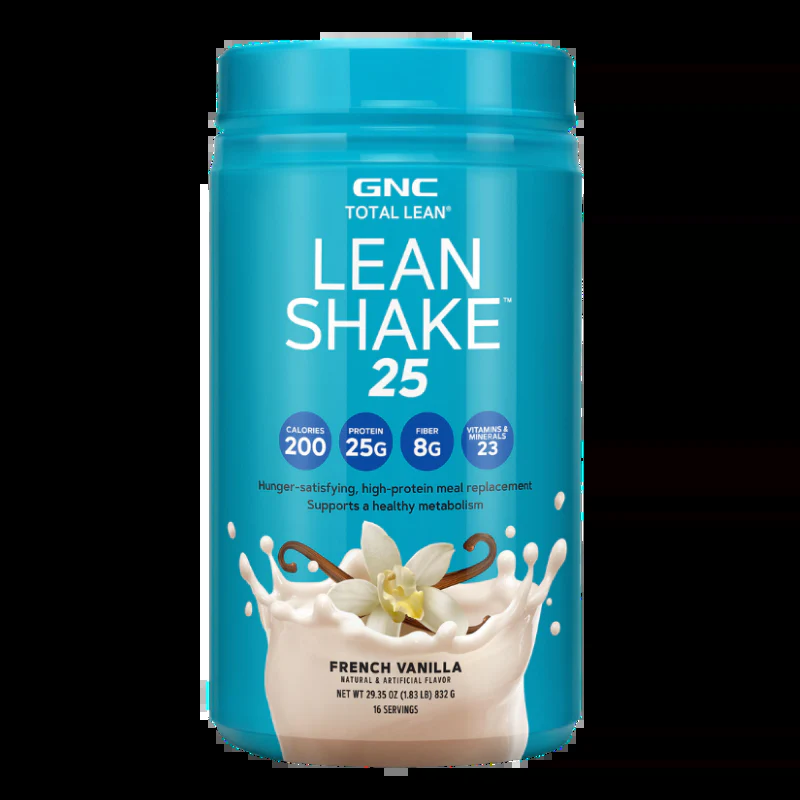 GNC
TOTAL LEAN®
LEAN
SHAKE™
25
CALORIES
200
PROTEIN
25G
FIBER
8G
VITAMINS &
MINERALS
23
Hunger-satisfying, high-protein meal replacement
Supports a healthy metabolism
FRENCH VANILLA
NATURAL & ARTIFICIAL FLAVOR
NET WT 29.35 OZ (1.83 LB) 832 G
16 SERVINGS